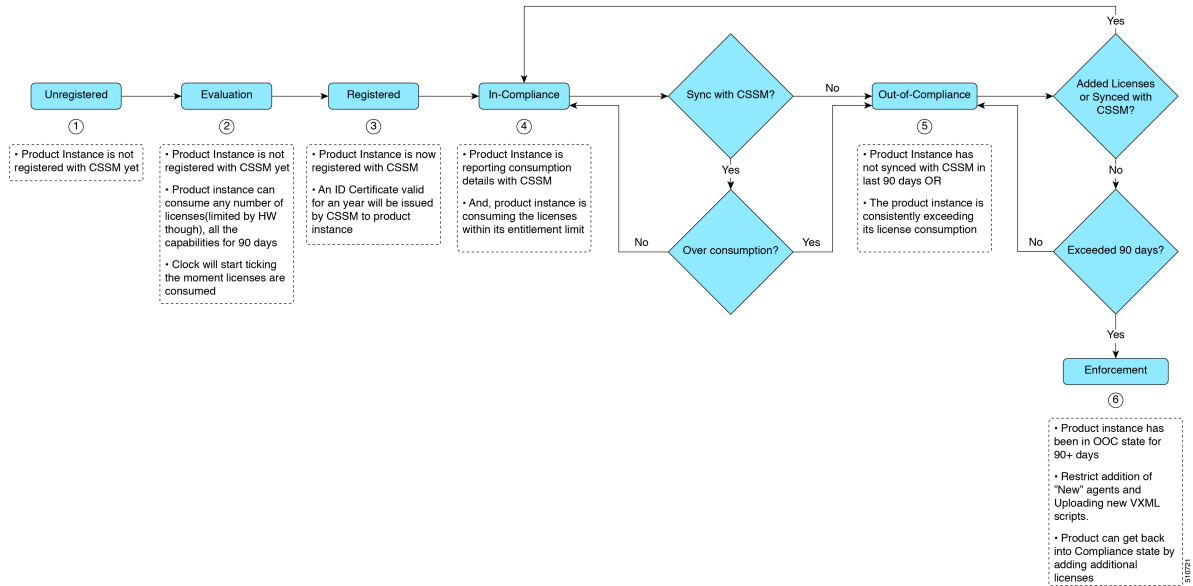 Yes
Unregistered
Evaluation
Registered
In-Compliance
Sync with CSSM?
No
Out-of-Compliance
Added Licenses
or Synced with
CSSM?
1
• Product Instance is not
registered with CSSM yet
2
• Product Instance is not
registered with CSSM yet
• Product instance can
consume any number of
licenses(limited by HW
though), all the
capabilities for 90 days
• Clock will start ticking
the moment licenses are
consumed
3
• Product Instance is now
registered with CSSM
• An ID Certificate valid
for an year will be issued
by CSSM to product
instance
4
• Product Instance is
reporting consumption
details with CSSM
• And, product instance is
consuming the licenses
within its entitlement limit
Yes
No
Over consumption?
Yes
5
• Product Instance has
not synced with CSSM in
last 90 days OR
• The product instance is
consistently exceeding
its license consumption
No
No
Exceeded 90 days?
Yes
Enforcement
6
• Product instance has
been in OOC state for
90+ days
• Restrict addition of
"New" agents and
Uploading new VXML
scripts.
• Product can get back
into Compliance state by
adding additional
licenses
510721